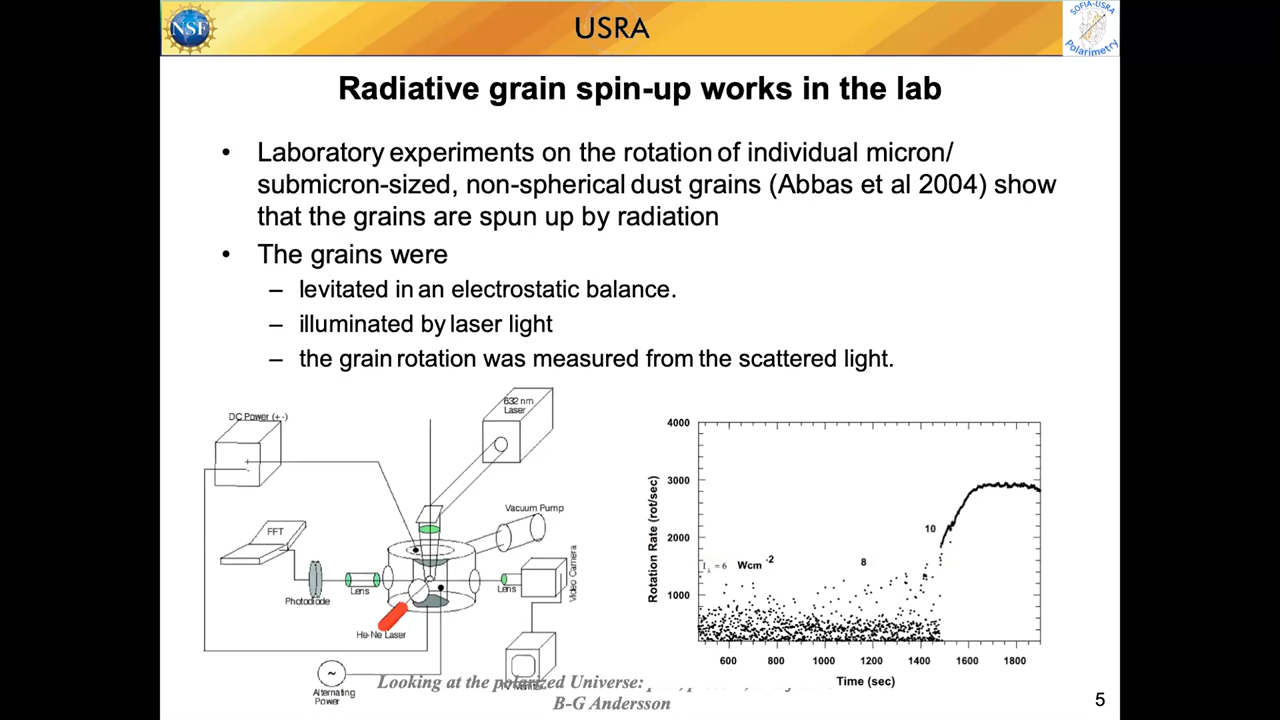 NSF
USRA
SOFIA-USRA
Polarimetry
Radiative grain spin-up works in the lab
• Laboratory experiments on the rotation of individual micron/
submicron-sized, non-spherical dust grains (Abbas et al 2004) show
that the grains are spun up by radiation
• The grains were
– levitated in an electrostatic balance.
– illuminated by laser light
– the grain rotation was measured from the scattered light.
DC Power (+ -)
+
-
632 nm
Laser
Vacuum Pump
FFT
Photodiode
Lens
Lens
Video Camera
He-Ne Laser
~
Alternating
Power
4000
3000
2000
1000
Rotation Rate (rot/sec)
I λ = 6 Wcm -2
8
10
600 800 1000 1200 1400 1600 1800
Time (sec)
Looking at the polarized Universe:
B-G Andersson
5